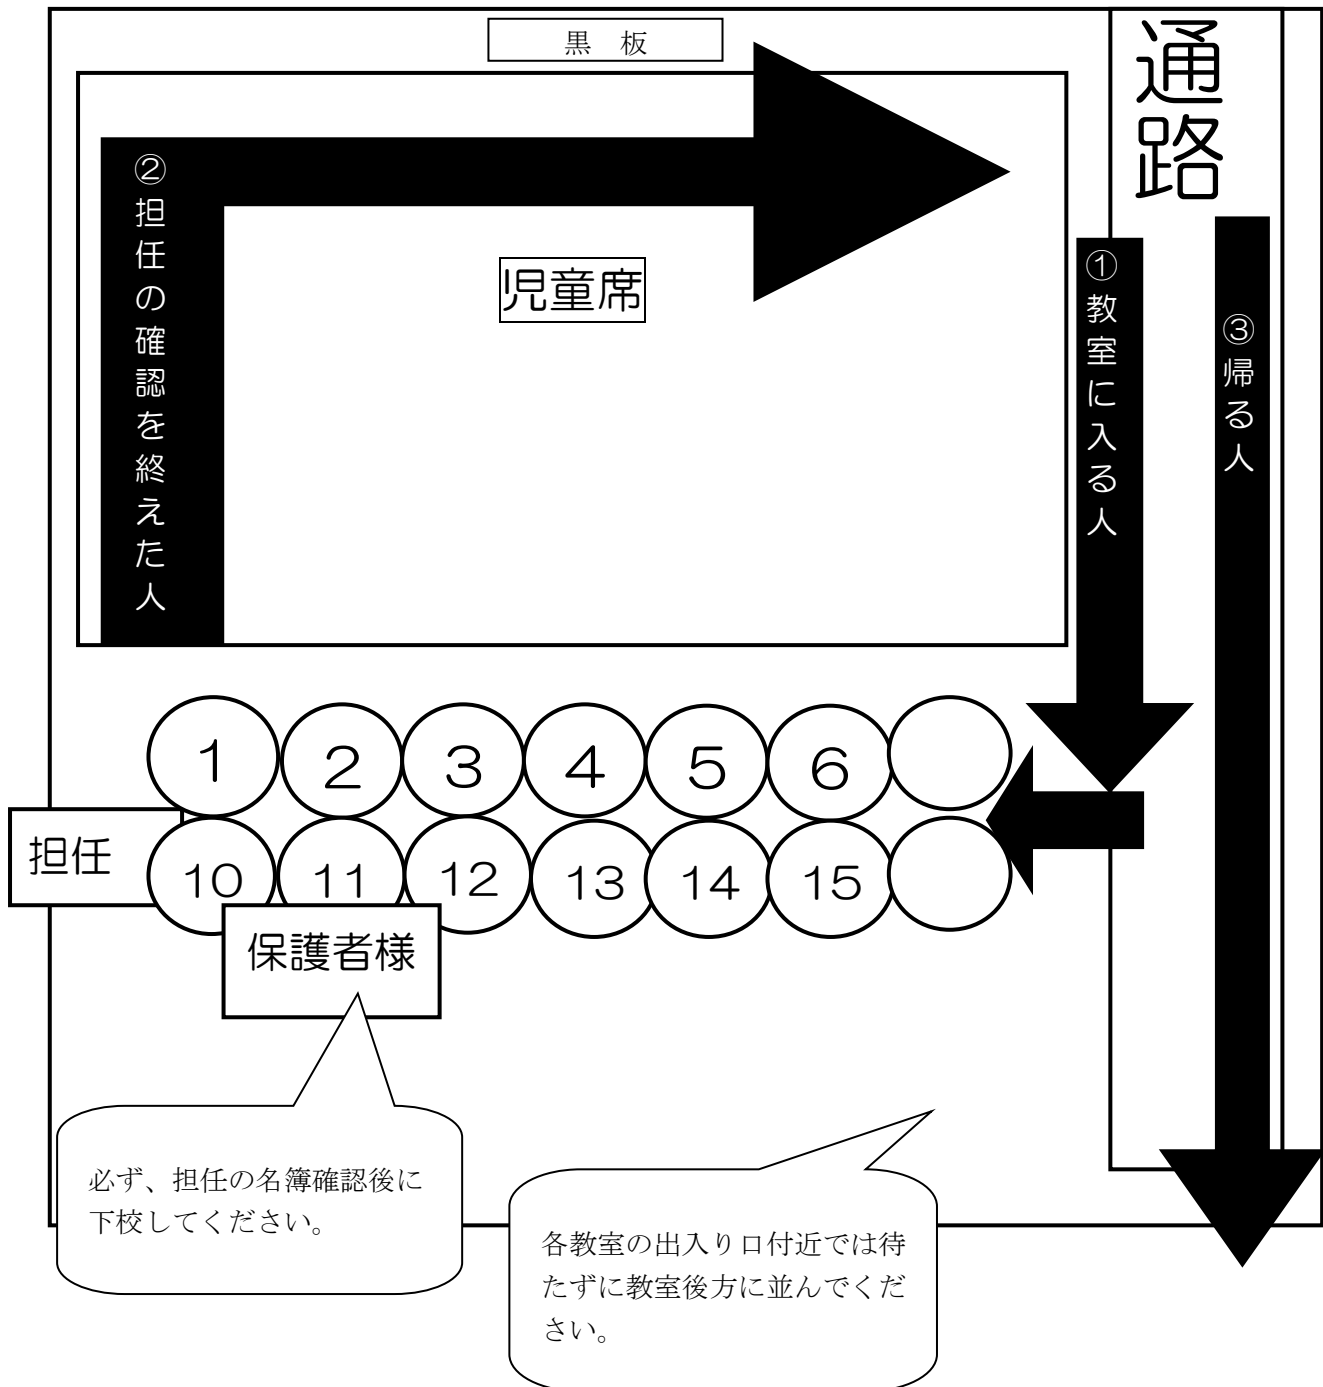 黒　板
通路
②担任の確認を終えた人
児童席
①教室に入る人
③帰る人
1
2
3
4
5
6
担任
10
11
12
13
14
15
保護者様
必ず、担任の名簿確認後に
下校してください。
各教室の出入り口付近では待
たずに教室後方に並んでくだ
さい。